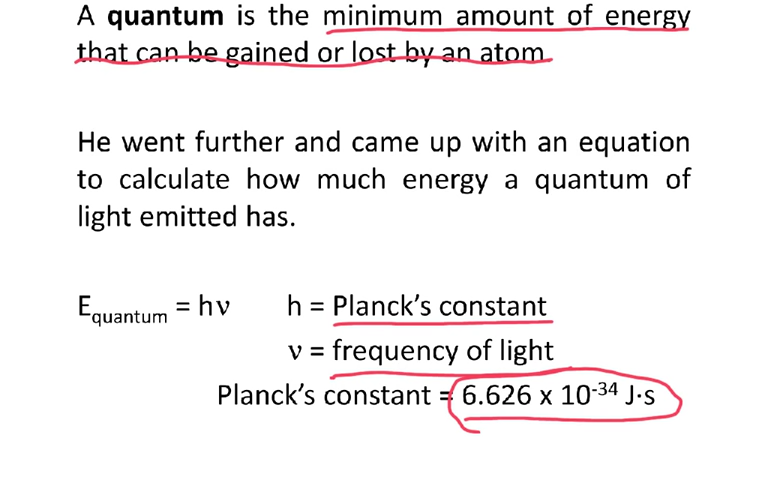 A quantum is the minimum amount of energy
that can be gained or lost by an atom
He went further and came up with an equation
to calculate how much energy a quantum of
light emitted has.
Equantum = hν h = Planck’s constant
ν = frequency of light
Planck’s constant = 6.626 x 10-34 J·s